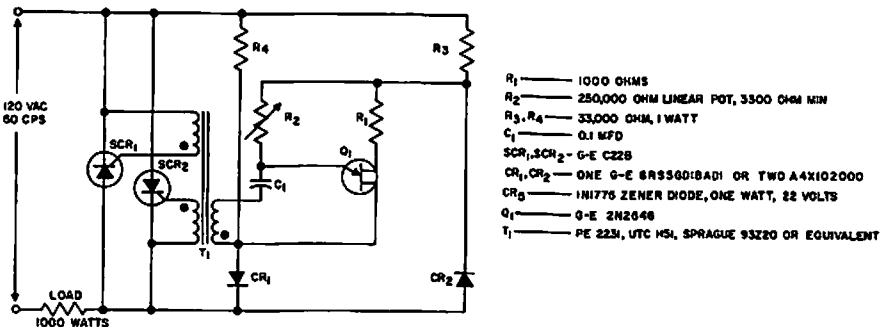 120 VAC
60 CPS
R4
R3
R2
R1
Q1
C1
SCR1
SCR2
T1
CR1
CR2
LOAD
1000 WATTS
R1 — 1000 OHMS
R2 — 250,000 OHM LINEAR POT, 3300 OHM MIN
R3, R4 — 33,000 OHM, 1 WATT
C1 — 0.1 MFD
SCR1, SCR2 - G-E C22B
CR1, CR2 — ONE G-E 6RS5GD1BAD1 OR TWO A4X102000
CR5 — 1N1776 ZENER DIODE, ONE WATT, 22 VOLTS
Q1 — G-E 2N2646
T1 — PE 2231, UTC H51, SPRAGUE 93Z20 OR EQUIVALENT